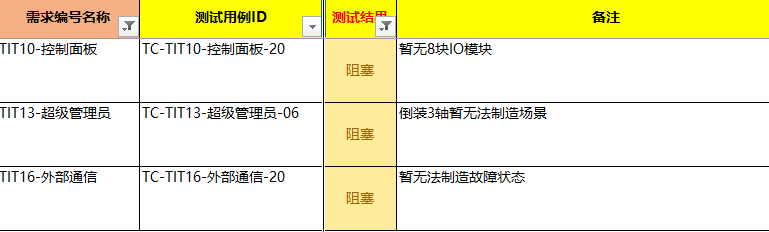 需求编号名称 测试用例ID 测试结果 备注
TIT10-控制面板 TC-TIT10-控制面板-20 阻塞 暂无8块IO模块
TIT13-超级管理员 TC-TIT13-超级管理员-06 阻塞 倒装3轴暂无法制造场景
TIT16-外部通信 TC-TIT16-外部通信-20 阻塞 暂无法制造故障状态